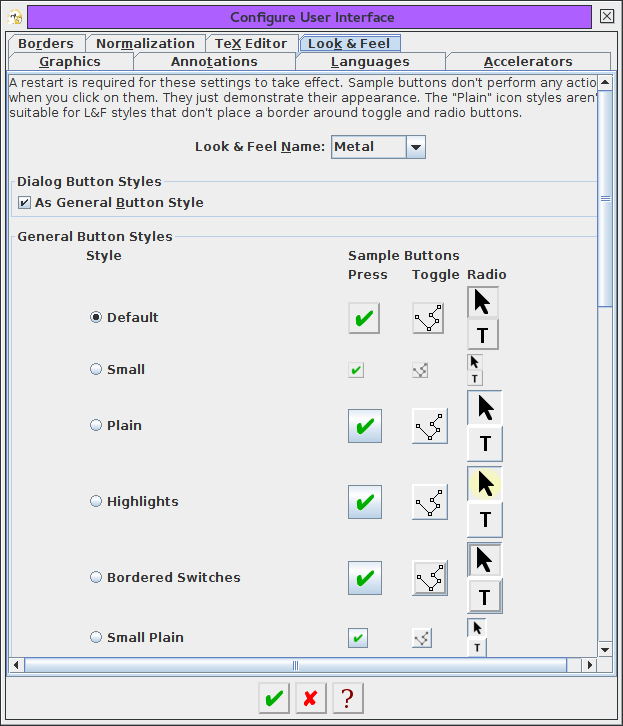 Configure User Interface
Borders Normalization TeX Editor Look & Feel
Graphics Annotations Languages Accelerators
A restart is required for these settings to take effect. Sample buttons don't perform any actio
when you click on them. They just demonstrate their appearance. The "Plain" icon styles aren'
suitable for L&F styles that don't place a border around toggle and radio buttons.
Look & Feel Name: Metal
Dialog Button Styles
As General Button Style
General Button Styles
Style Sample Buttons
Press Toggle Radio
Default
T
Small
T
Plain
T
Highlights
T
Bordered Switches
T
Small Plain
T
?